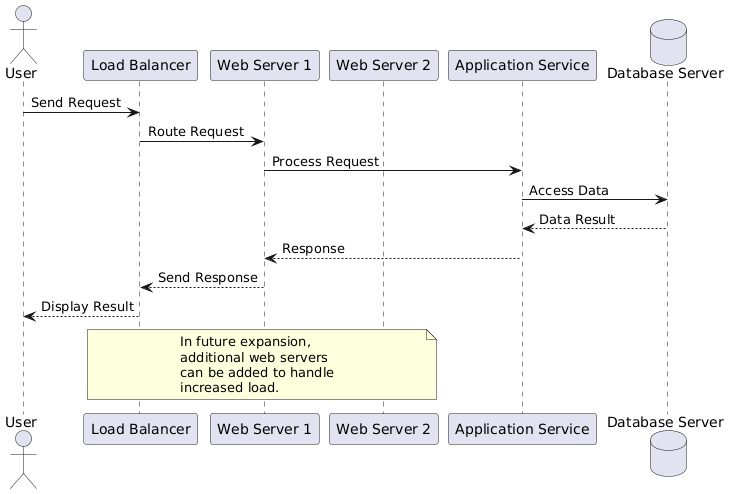 User
Load Balancer
Web Server 1
Web Server 2
Application Service
Database Server
Send Request
Route Request
Process Request
Access Data
Data Result
Response
Send Response
Display Result
In future expansion,
additional web servers
can be added to handle
increased load.
User
Load Balancer
Web Server 1
Web Server 2
Application Service
Database Server